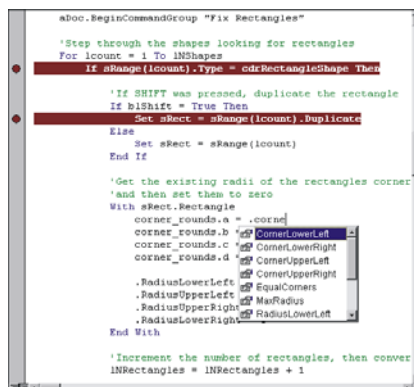 aDoc.BeginCommandGroup "Fix Rectangles"
'Step through the shapes looking for rectangles
For lcount = 1 To lNShapes
If sRange(lcount).Type = cdrRectangleShape Then
'If SHIFT was pressed, duplicate the rectangle
If blShift = True Then
Set sRect = sRange(lcount).Duplicate
Else
Set sRect = sRange(lcount)
End If
'Get the existing radii of the rectangles corner
'and then set them to zero
With sRect.Rectangle
corner_rounds.a = .corne
corner_rounds.b =
corner_rounds.c =
corner_rounds.d =
CornerLowerLeft
CornerLowerRight
CornerUpperLeft
CornerUpperRight
EqualCorners
MaxRadius
RadiusLowerLeft
.RadiusLowerLeft
.RadiusUpperLeft
.RadiusUpperRight
.RadiusLowerRight
End With
'Increment the number of rectangles, then conver
lNRectangles = lNRectangles + 1